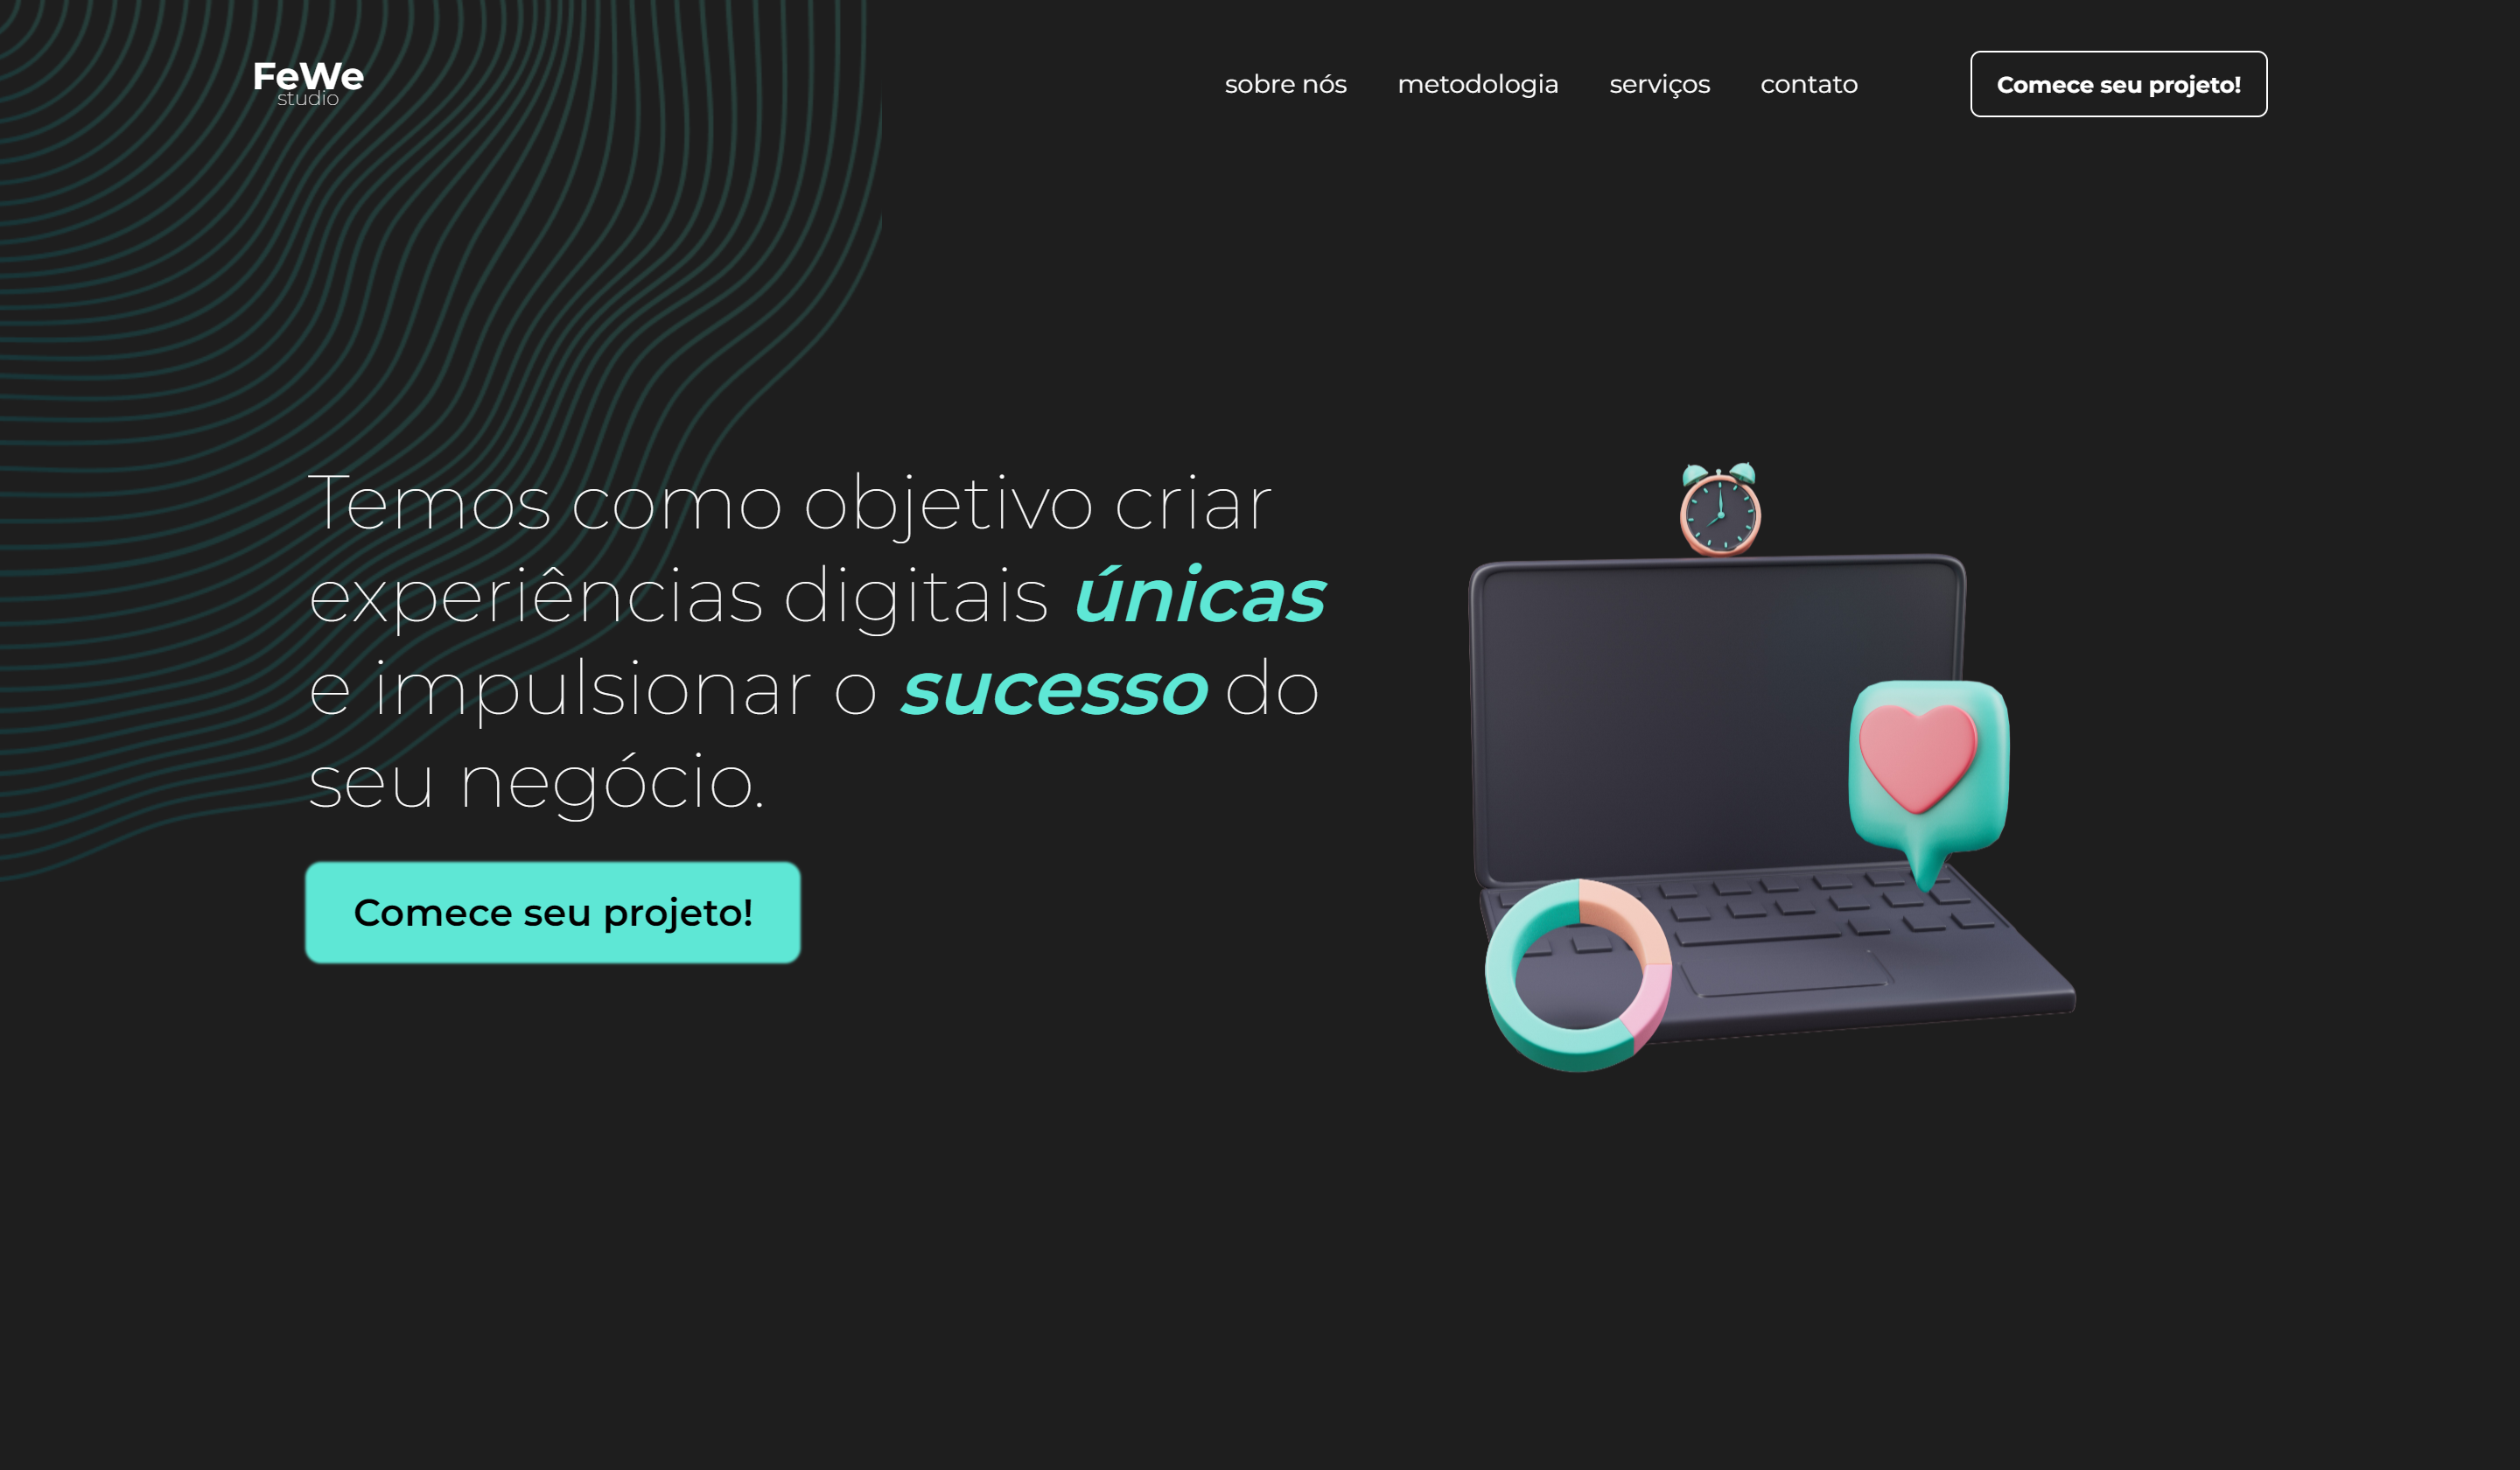 FeWe
studio
sobre nós
metodologia
serviços
contato
Comece seu projeto!
Temos como objetivo criar
experiências digitais únicas
e impulsionar o sucesso do
seu negócio.
Comece seu projeto!